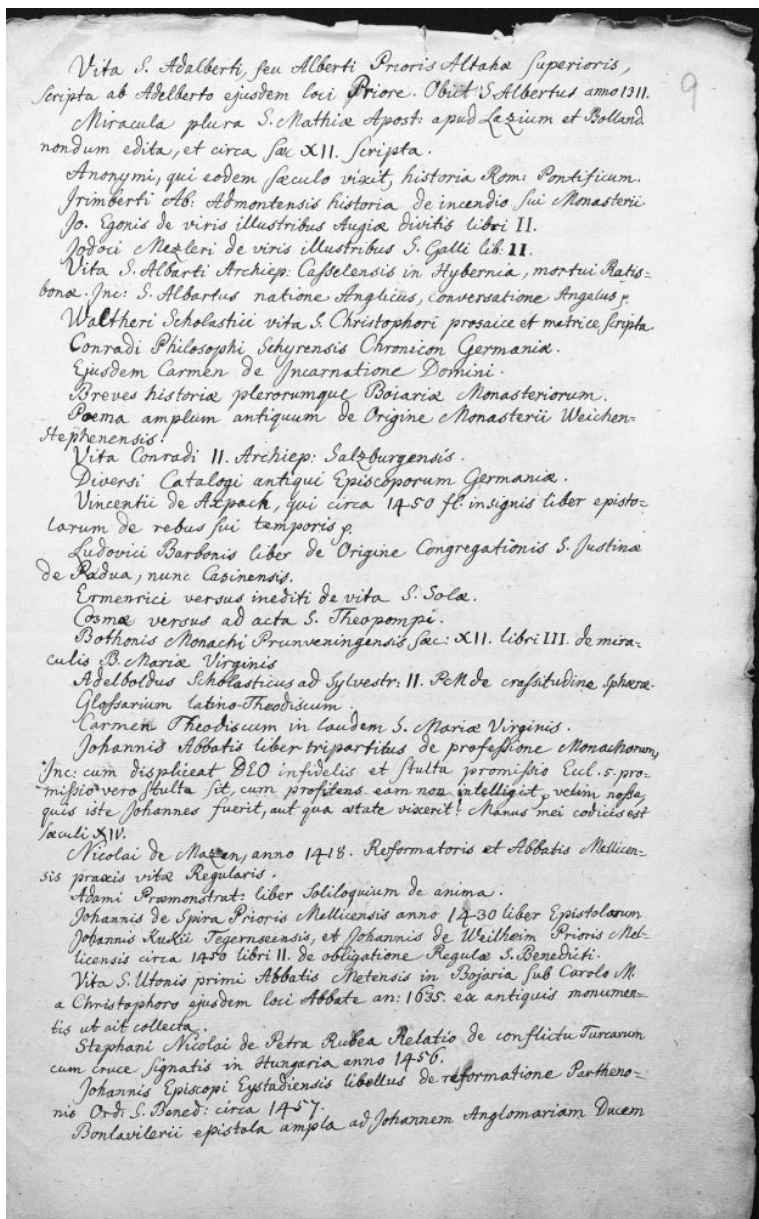 Vita S. Adalberti, seu Alberti Prioris Altahæ superioris,
scripta ab Adelberto ejusdem loci Priore. Obiit S Albertus anno 1311.
9
Miracula plura S. Mathiæ Apost: apud Lazium et Bolland.
nondum edita, et circa sæc XII. scripta.
Anonymi, qui eodem sæculo vixit, historia Rom: Pontificum.
Irimberti Ab: Admontensis historia de incendio sui Monasterii.
Jo. Egonis de viris illustribus Augiæ divitis libri II.
Jodoci Mezleri de viris illustribus S. Galli lib: II.
Vita S. Albarti Archiep: Casselensis in Hybernia, mortui Ratis=
bonæ. Inc: S. Albartus natione Anglicus, conversatione Angelus p.
Waltheri Scholastici vita S. Christophori prosaice et metrice scripta.
Conradi Philosophi Schyrensis Chronicon Germaniæ.
Ejusdem Carmen de Incarnatione Domini.
Breves historiæ plerorumque Boiariæ Monasteriorum.
Poema amplum antiquum de Origine Monasterii Weichen=
stephenensis.
Vita Conradi II. Archiep: Salzburgensis.
Diversi Catalogi antiqui Episcoporum Germaniæ.
Vincentii de Axpach, qui circa 1450 fl. insignis liber episto=
larum de rebus sui temporis p.
Ludovici Barbonis liber de Origine Congregationis S. Justinæ
de Padua, nunc Casinensis.
Ermenrici versus inediti de vita S. Solæ.
Cosmæ versus ad acta S. Theopompi.
Bothonis Monachi Prunveningensis sæc: XII. libri III. de mira=
culis B. Mariæ Virginis
Adelboldus Scholasticus ad Sylvestr: II. PM de crassitudine sphæræ.
Glossarium latino-Theodiscum.
Carmen Theodiscum in laudem S. Mariæ Virginis.
Johannis Abbatis liber tripartitus de professione Monachorum,
Inc: cum displiceat DEO infidelis et stulta promissio Eccl. 5. pro=
missio vero stulta sit, cum profitens eam non intelligit p. velim nosse,
quis iste Johannes fuerit, aut qua ætate vixerit? Manus mei codicis est
sæculi XIV.
Nicolai de Mazen, anno 1418. Reformatoris et Abbatis Mellicen=
sis praxis vitæ Regularis.
Adami Præmonstrat: liber Soliloquium de anima.
Johannis de Spira Prioris Mellicensis anno 1430 liber Epistolarum
Johannis Kukii Tegernseensis, et Johannis de Weilheim Prioris Mel=
licensis circa 1450 libri II. de obligatione Regulæ S. Benedicti.
Vita S. Utonis primi Abbatis Metensis in Bojaria sub Carolo M.
a Christophoro ejusdem loci Abbate an: 1635. ex antiquis monumen=
tis ut ait collecta.
Stephani Nicolai de Petra Rubea Relatio de conflictu Turcarum
cum cruce signatis in Hungaria anno 1456.
Johannis Episcopi Eystadiensis libellus de reformatione Partheno=
nis Ord: S. Bened: circa 1457.
Bonlavilerii epistola ampla ad Johannem Anglomariam Ducem